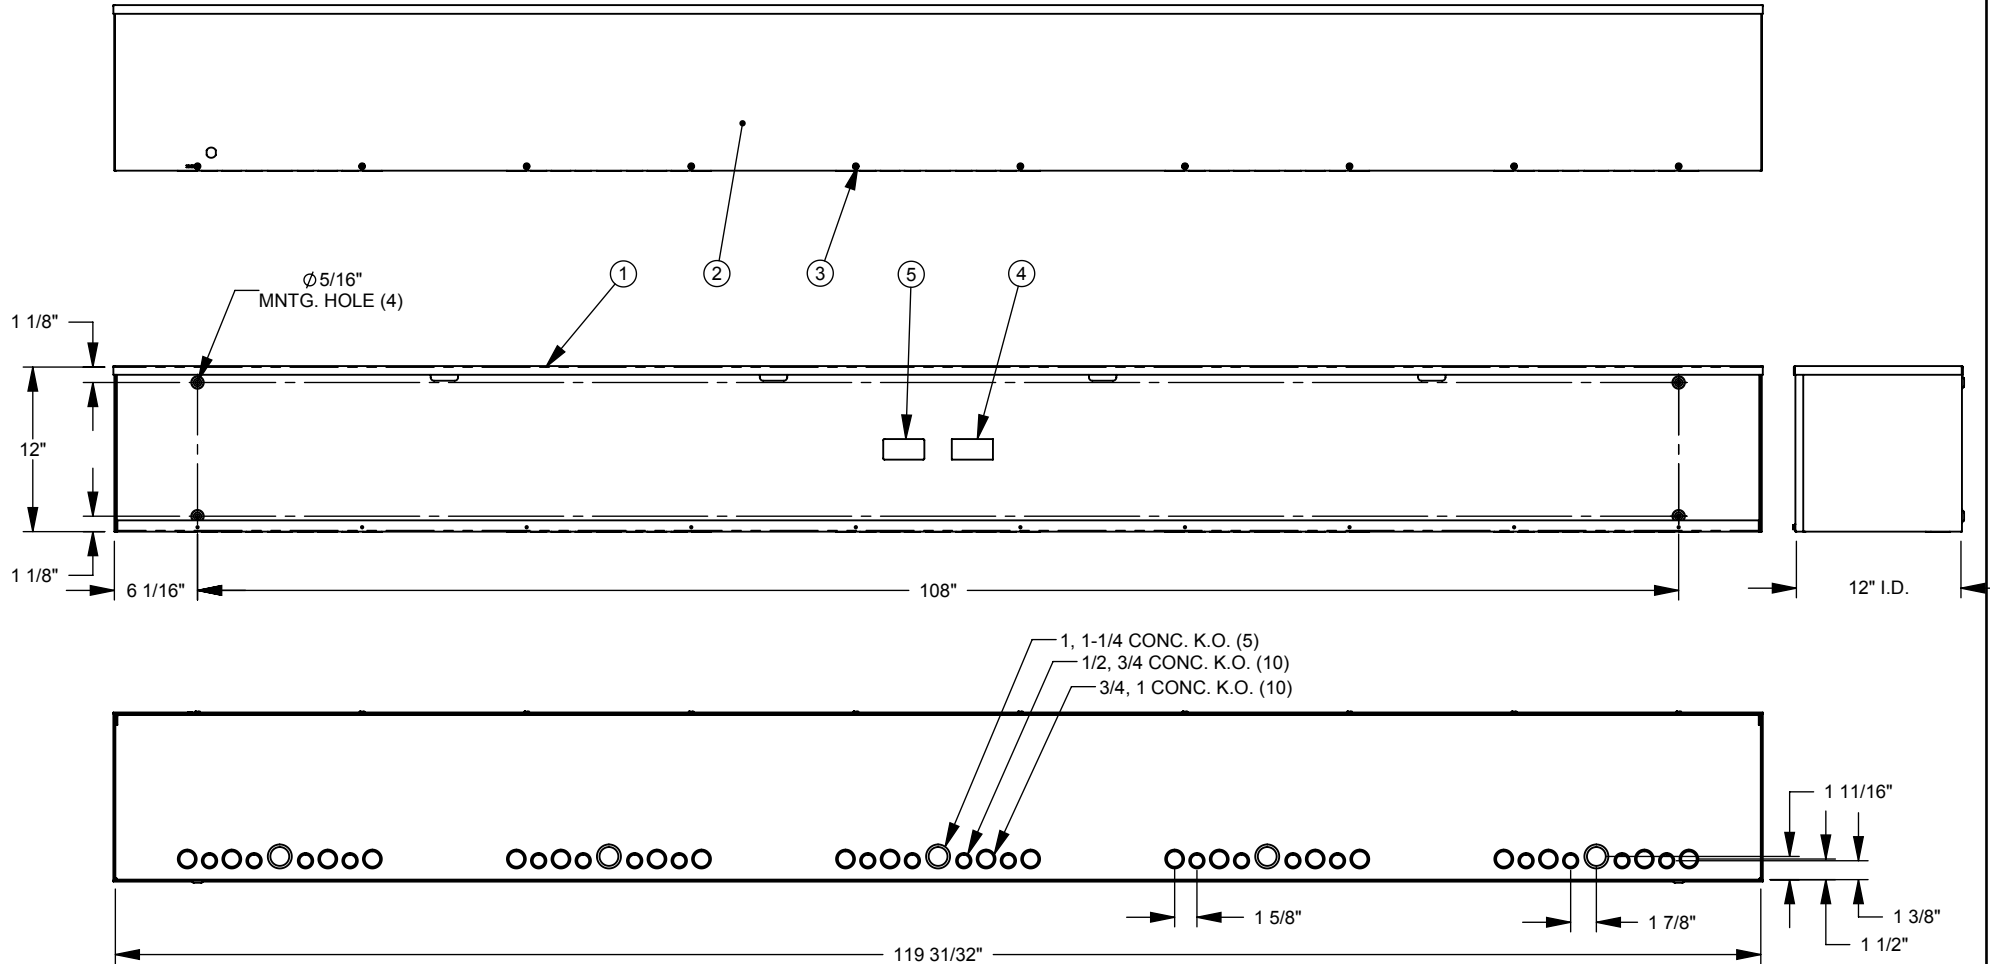 1
2
3
5
4
Ø 5/16"
MNTG. HOLE (4)
1 1/8"
12"
1 1/8"
6 1/16"
108"
12" I.D.
1, 1-1/4 CONC. K.O. (5)
1/2, 3/4 CONC. K.O. (10)
3/4, 1 CONC. K.O. (10)
1 11/16"
1 5/8"
1 7/8"
1 3/8"
1 1/2"
119 31/32"